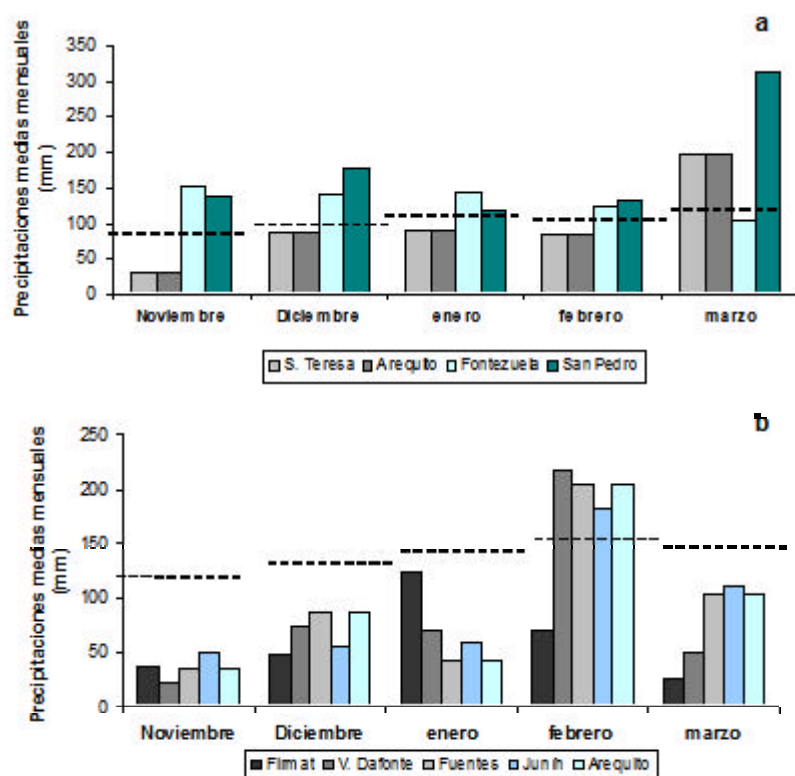 a
Precipitaciones medias mensuales
(mm)
350
300
250
200
150
100
50
0
Noviembre Diciembre enero febrero marzo
S. Teresa Arequito Fontezuela San Pedro
b
Precipitaciones medias mensuales
(mm)
250
200
150
100
50
0
Noviembre Diciembre enero febrero marzo
Firmat V. Dafonte Fuentes Junín Arequito